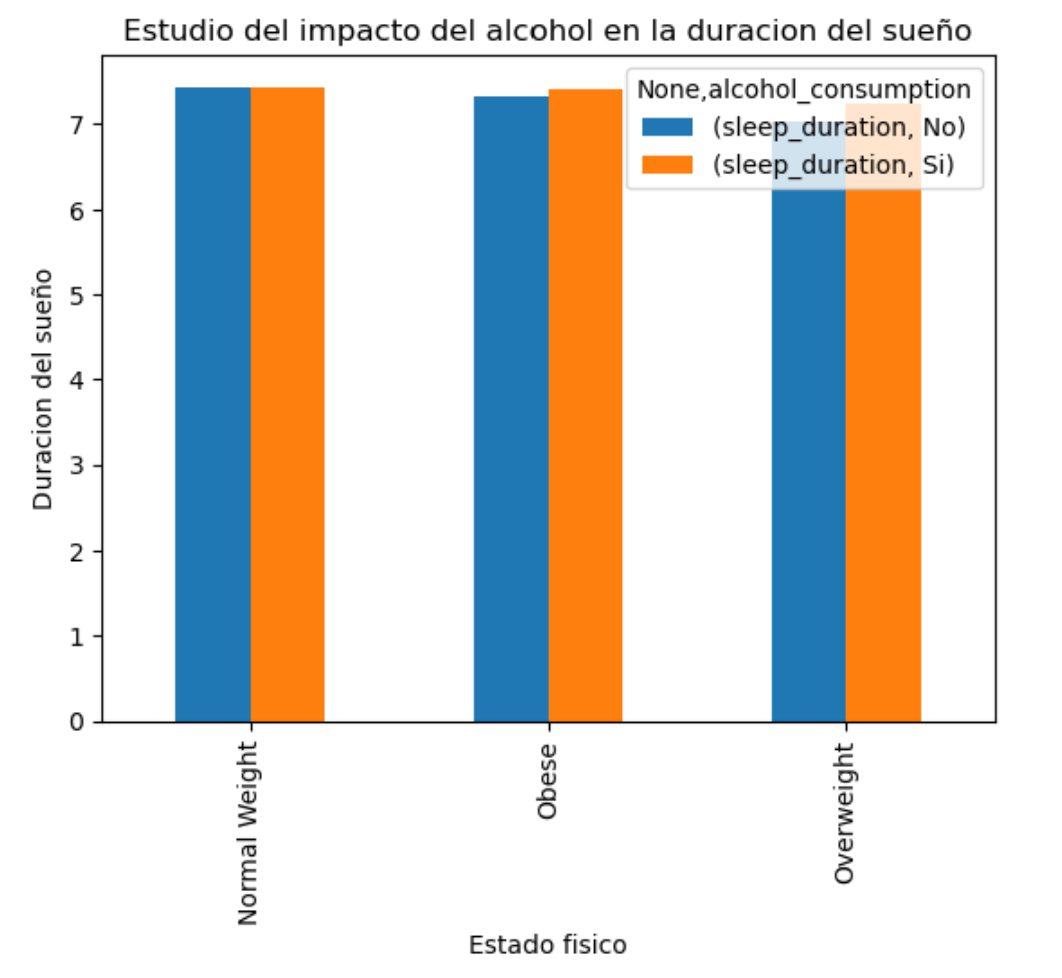 Estudio del impacto del alcohol en la duracion del sueño
None,alcohol_consumption
(sleep_duration, No)
(sleep_duration, Si)
7
6
5
4
3
2
1
0
Duracion del sueño
Normal Weight
Obese
Overweight
Estado fisico